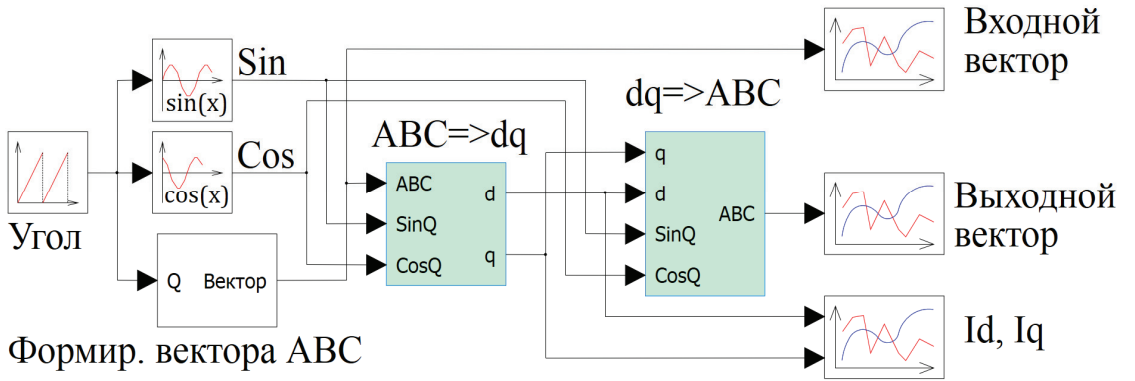 Входной
вектор
Sin
sin(x)
dq=>ABC
ABC=>dq
Cos
cos(x)
q
d
ABC
SinQ
CosQ
ABC
d
SinQ
q
CosQ
Угол
Выходной
вектор
Q Вектор
Формир. вектора ABC
Id, Iq